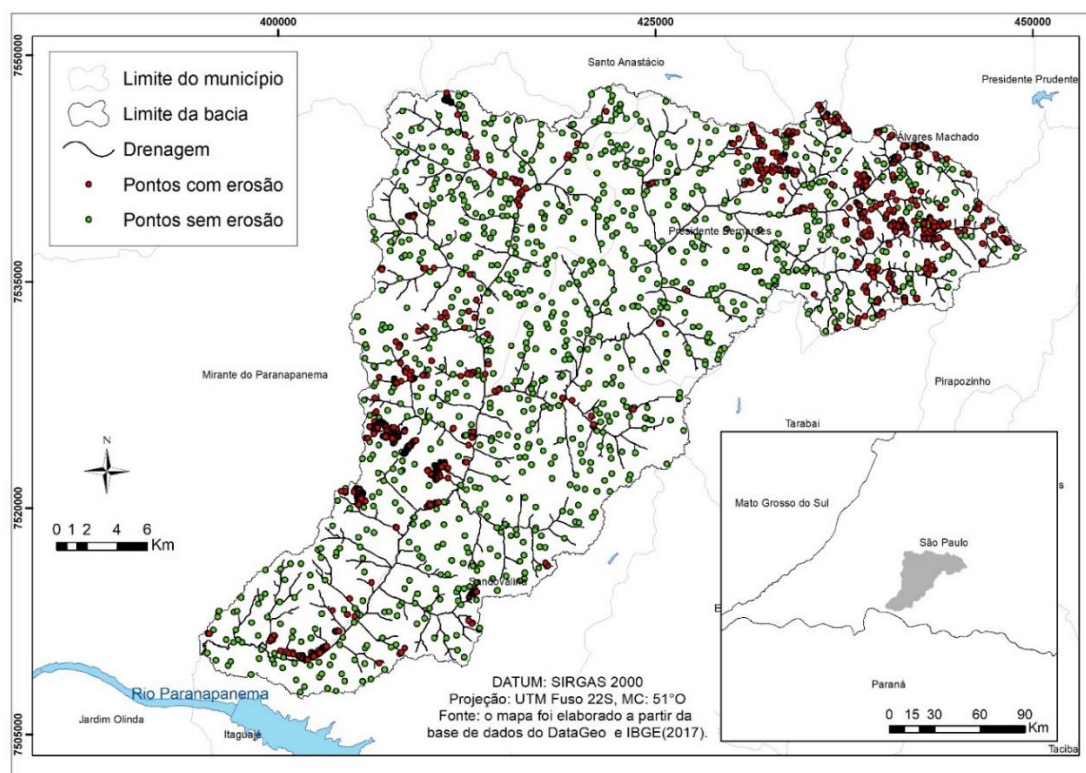 400000
425000
450000
7550000
7535000
7520000
7505000
Limite do município
Limite da bacia
Drenagem
Pontos com erosão
Pontos sem erosão
Santo Anastácio
Presidente Prudente
Álvares Machado
Presidente Bernardes
Mirante do Paranapanema
Pirapozinho
Tarabai
N
0 1 2 4 6
Km
Sandovalina
Rio Paranapanema
Jardim Olinda
Itaguajé
DATUM: SIRGAS 2000
Projeção: UTM Fuso 22S, MC: 51°O
Fonte: o mapa foi elaborado a partir da
base de dados do DataGeo e IBGE(2017).
Mato Grosso do Sul
São Paulo
Paraná
0 15 30 60 90
Km
E
s
Taciba